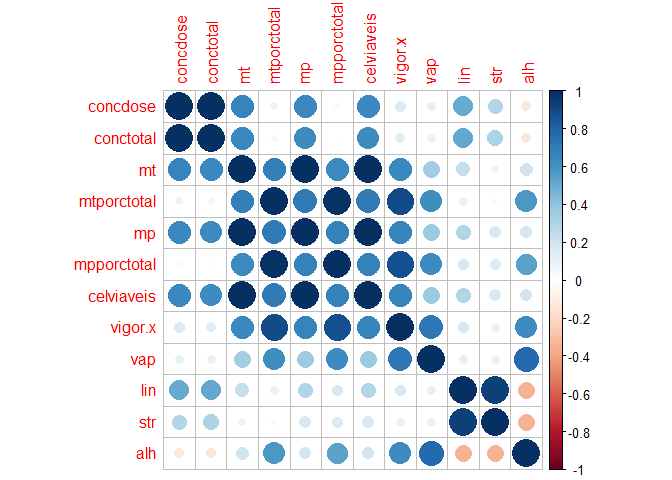 concdose conctotal mt mtporctotal mp mpporctotal celviaveis vigor.x vap lin str alh
concdose
conctotal
mt
mtporctotal
mp
mpporctotal
celviaveis
vigor.x
vap
lin
str
alh
1
0.8
0.6
0.4
0.2
0
-0.2
-0.4
-0.6
-0.8
-1